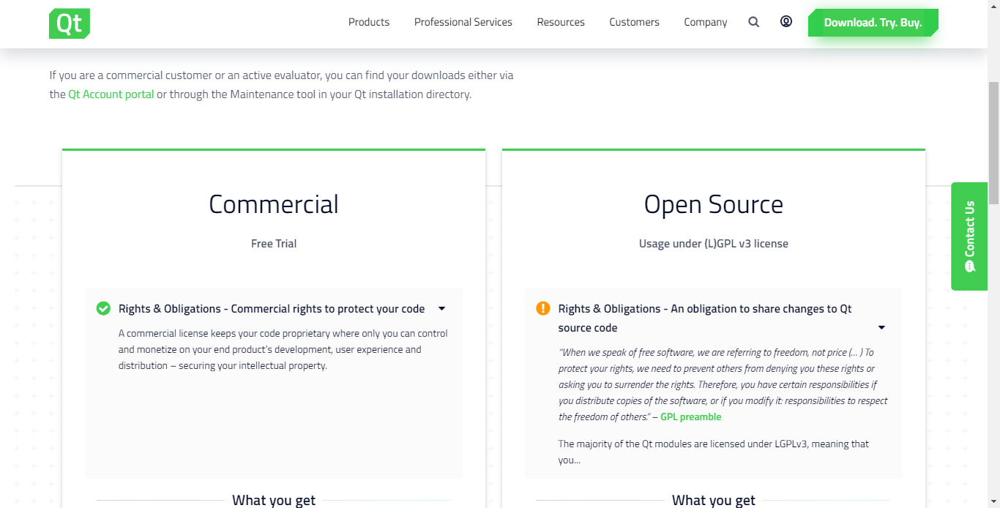 Qt
Products
Professional Services
Resources
Customers
Company
Download. Try. Buy.
If you are a commercial customer or an active evaluator, you can find your downloads either via
the Qt Account portal or through the Maintenance tool in your Qt installation directory.
Commercial
Free Trial
Rights & Obligations - Commercial rights to protect your code
A commercial license keeps your code proprietary where only you can control
and monetize on your end product’s development, user experience and
distribution – securing your intellectual property.
What you get
Open Source
Usage under (L)GPL v3 license
Rights & Obligations - An obligation to share changes to Qt
source code
“When we speak of free software, we are referring to freedom, not price (… ) To
protect your rights, we need to prevent others from denying you these rights or
asking you to surrender the rights. Therefore, you have certain responsibilities if
you distribute copies of the software, or if you modify it: responsibilities to respect
the freedom of others.” – GPL preamble
The majority of the Qt modules are licensed under LGPLv3, meaning that
you...
What you get
Contact Us